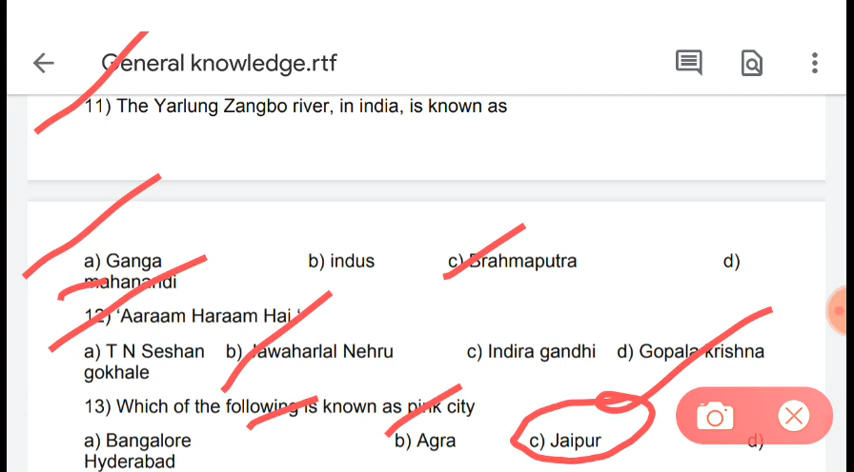 General knowledge.rtf
11) The Yarlung Zangbo river, in india, is known as
a) Ganga b) indus c) Brahmaputra d)
mahanandi
12) ‘Aaraam Haraam Hai ‘
a) T N Seshan b) Jawaharlal Nehru c) Indira gandhi d) Gopala krishna
gokhale
13) Which of the following is known as pink city
a) Bangalore b) Agra c) Jaipur d)
Hyderabad